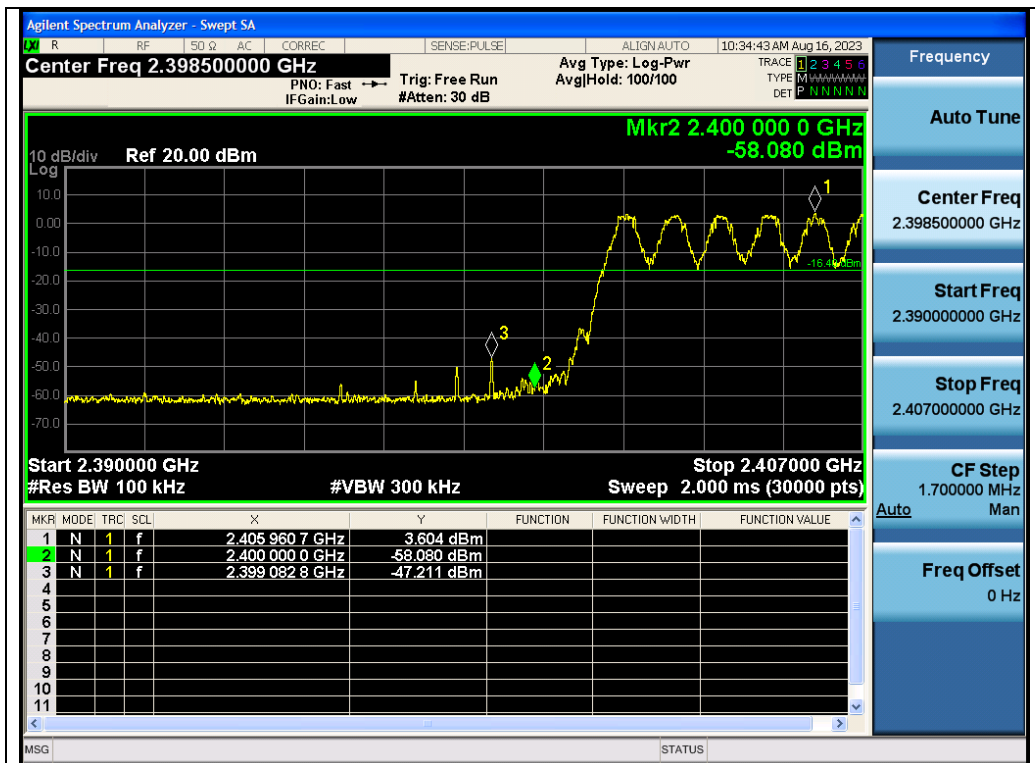 Agilent Spectrum Analyzer - Swept SA
LXI R RF 50 Ω AC CORREC SENSE:PULSE ALIGN AUTO 10:34:43 AM Aug 16, 2023
Center Freq 2.398500000 GHz
PNO: Fast
IFGain:Low
Trig: Free Run
#Atten: 30 dB
Avg Type: Log-Pwr
Avg|Hold: 100/100
TRACE 1 2 3 4 5 6
TYPE M
DET P N N N N N
Frequency
Auto Tune
Center Freq
2.398500000 GHz
Start Freq
2.390000000 GHz
Stop Freq
2.407000000 GHz
CF Step
1.700000 MHz
Auto Man
Freq Offset
0 Hz
Mkr2 2.400 000 0 GHz
-58.080 dBm
10 dB/div Ref 20.00 dBm
Log
10.0
0.00
-10.0
-20.0
-30.0
-40.0
-50.0
-60.0
-70.0
1
3
2
Start 2.390000 GHz Stop 2.407000 GHz
#Res BW 100 kHz #VBW 300 kHz Sweep 2.000 ms (30000 pts)
MKR MODE TRC SCL X Y FUNCTION FUNCTION WIDTH FUNCTION VALUE
1 N 1 f 2.405 960 7 GHz 3.604 dBm
2 N 1 f 2.400 000 0 GHz -58.080 dBm
3 N 1 f 2.399 082 8 GHz -47.211 dBm
4
5
6
7
8
9
10
11
MSG STATUS